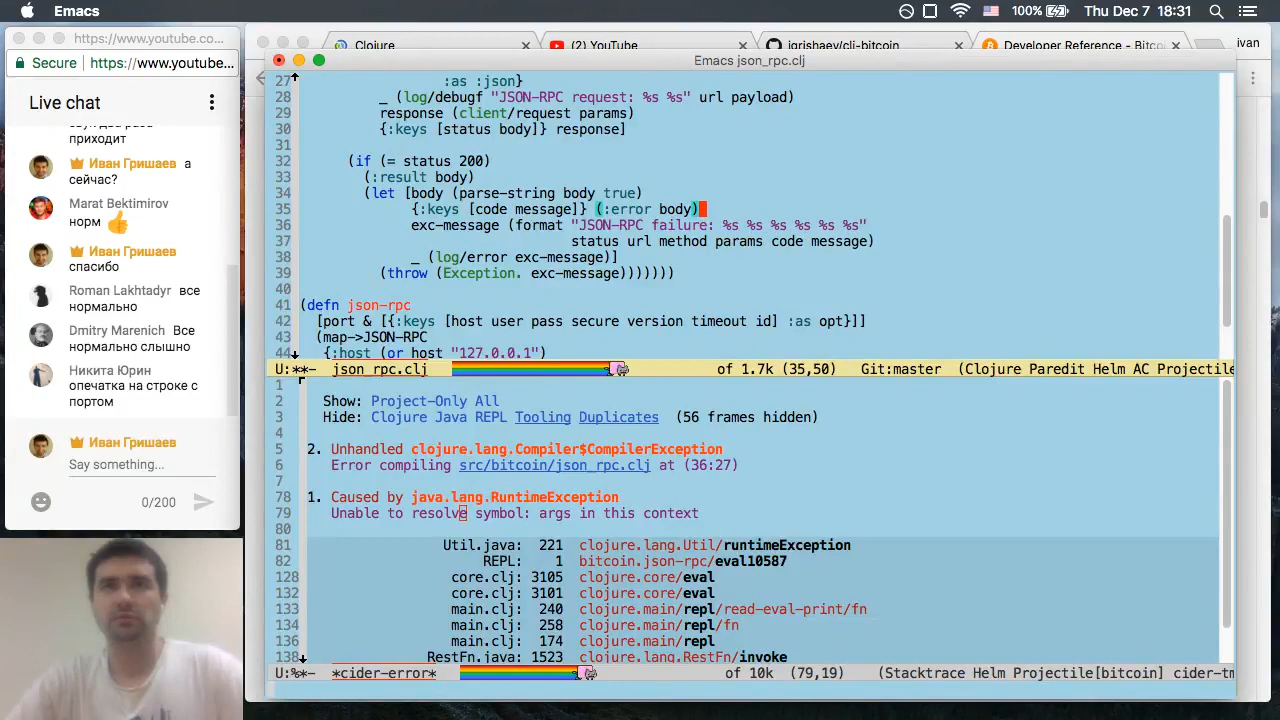 Emacs
100%
Thu Dec 7 18:31
https://www.youtube.co...
Secure
https://www.youtube...
Live chat
приходит
Иван Гришаев а
сейчас?
Marat Bektimirov
норм
Иван Гришаев
спасибо
Roman Lakhtadyr все
нормально
Dmitry Marenich Все
нормально слышно
Никита Юрин
опечатка на строке с
портом
Иван Гришаев
Say something...
0/200
Clojure
(2) YouTube
igrishaev/clj-bitcoin
Developer Reference - Bitco
ivan
Emacs json_rpc.clj
27 :as :json}
28 _ (log/debugf "JSON-RPC request: %s %s" url payload)
29 response (client/request params)
30 {:keys [status body]} response]
31
32 (if (= status 200)
33 (:result body)
34 (let [body (parse-string body true)
35 {:keys [code message]} (:error body)
36 exc-message (format "JSON-RPC failure: %s %s %s %s %s %s"
37 status url method params code message)
38 _ (log/error exc-message)]
39 (throw (Exception. exc-message)))))))
40
41 (defn json-rpc
42 [port & [{:keys [host user pass secure version timeout id] :as opt}]]
43 (map->JSON-RPC
44 {:host (or host "127.0.0.1")
U:**- json_rpc.clj of 1.7k (35,50) Git:master (Clojure Paredit Helm AC Projectile
1
2 Show: Project-Only All
3 Hide: Clojure Java REPL Tooling Duplicates (56 frames hidden)
4
5 2. Unhandled clojure.lang.Compiler$CompilerException
6 Error compiling src/bitcoin/json_rpc.clj at (36:27)
7
78 1. Caused by java.lang.RuntimeException
79 Unable to resolve symbol: args in this context
80
81 Util.java: 221 clojure.lang.Util/runtimeException
82 REPL: 1 bitcoin.json-rpc/eval10587
128 core.clj: 3105 clojure.core/eval
132 core.clj: 3101 clojure.core/eval
133 main.clj: 240 clojure.main/repl/read-eval-print/fn
134 main.clj: 258 clojure.main/repl/fn
136 main.clj: 174 clojure.main/repl
138 RestFn.java: 1523 clojure.lang.RestFn/invoke
U:%*- *cider-error* of 10k (79,19) (Stacktrace Helm Projectile[bitcoin] cider-tm